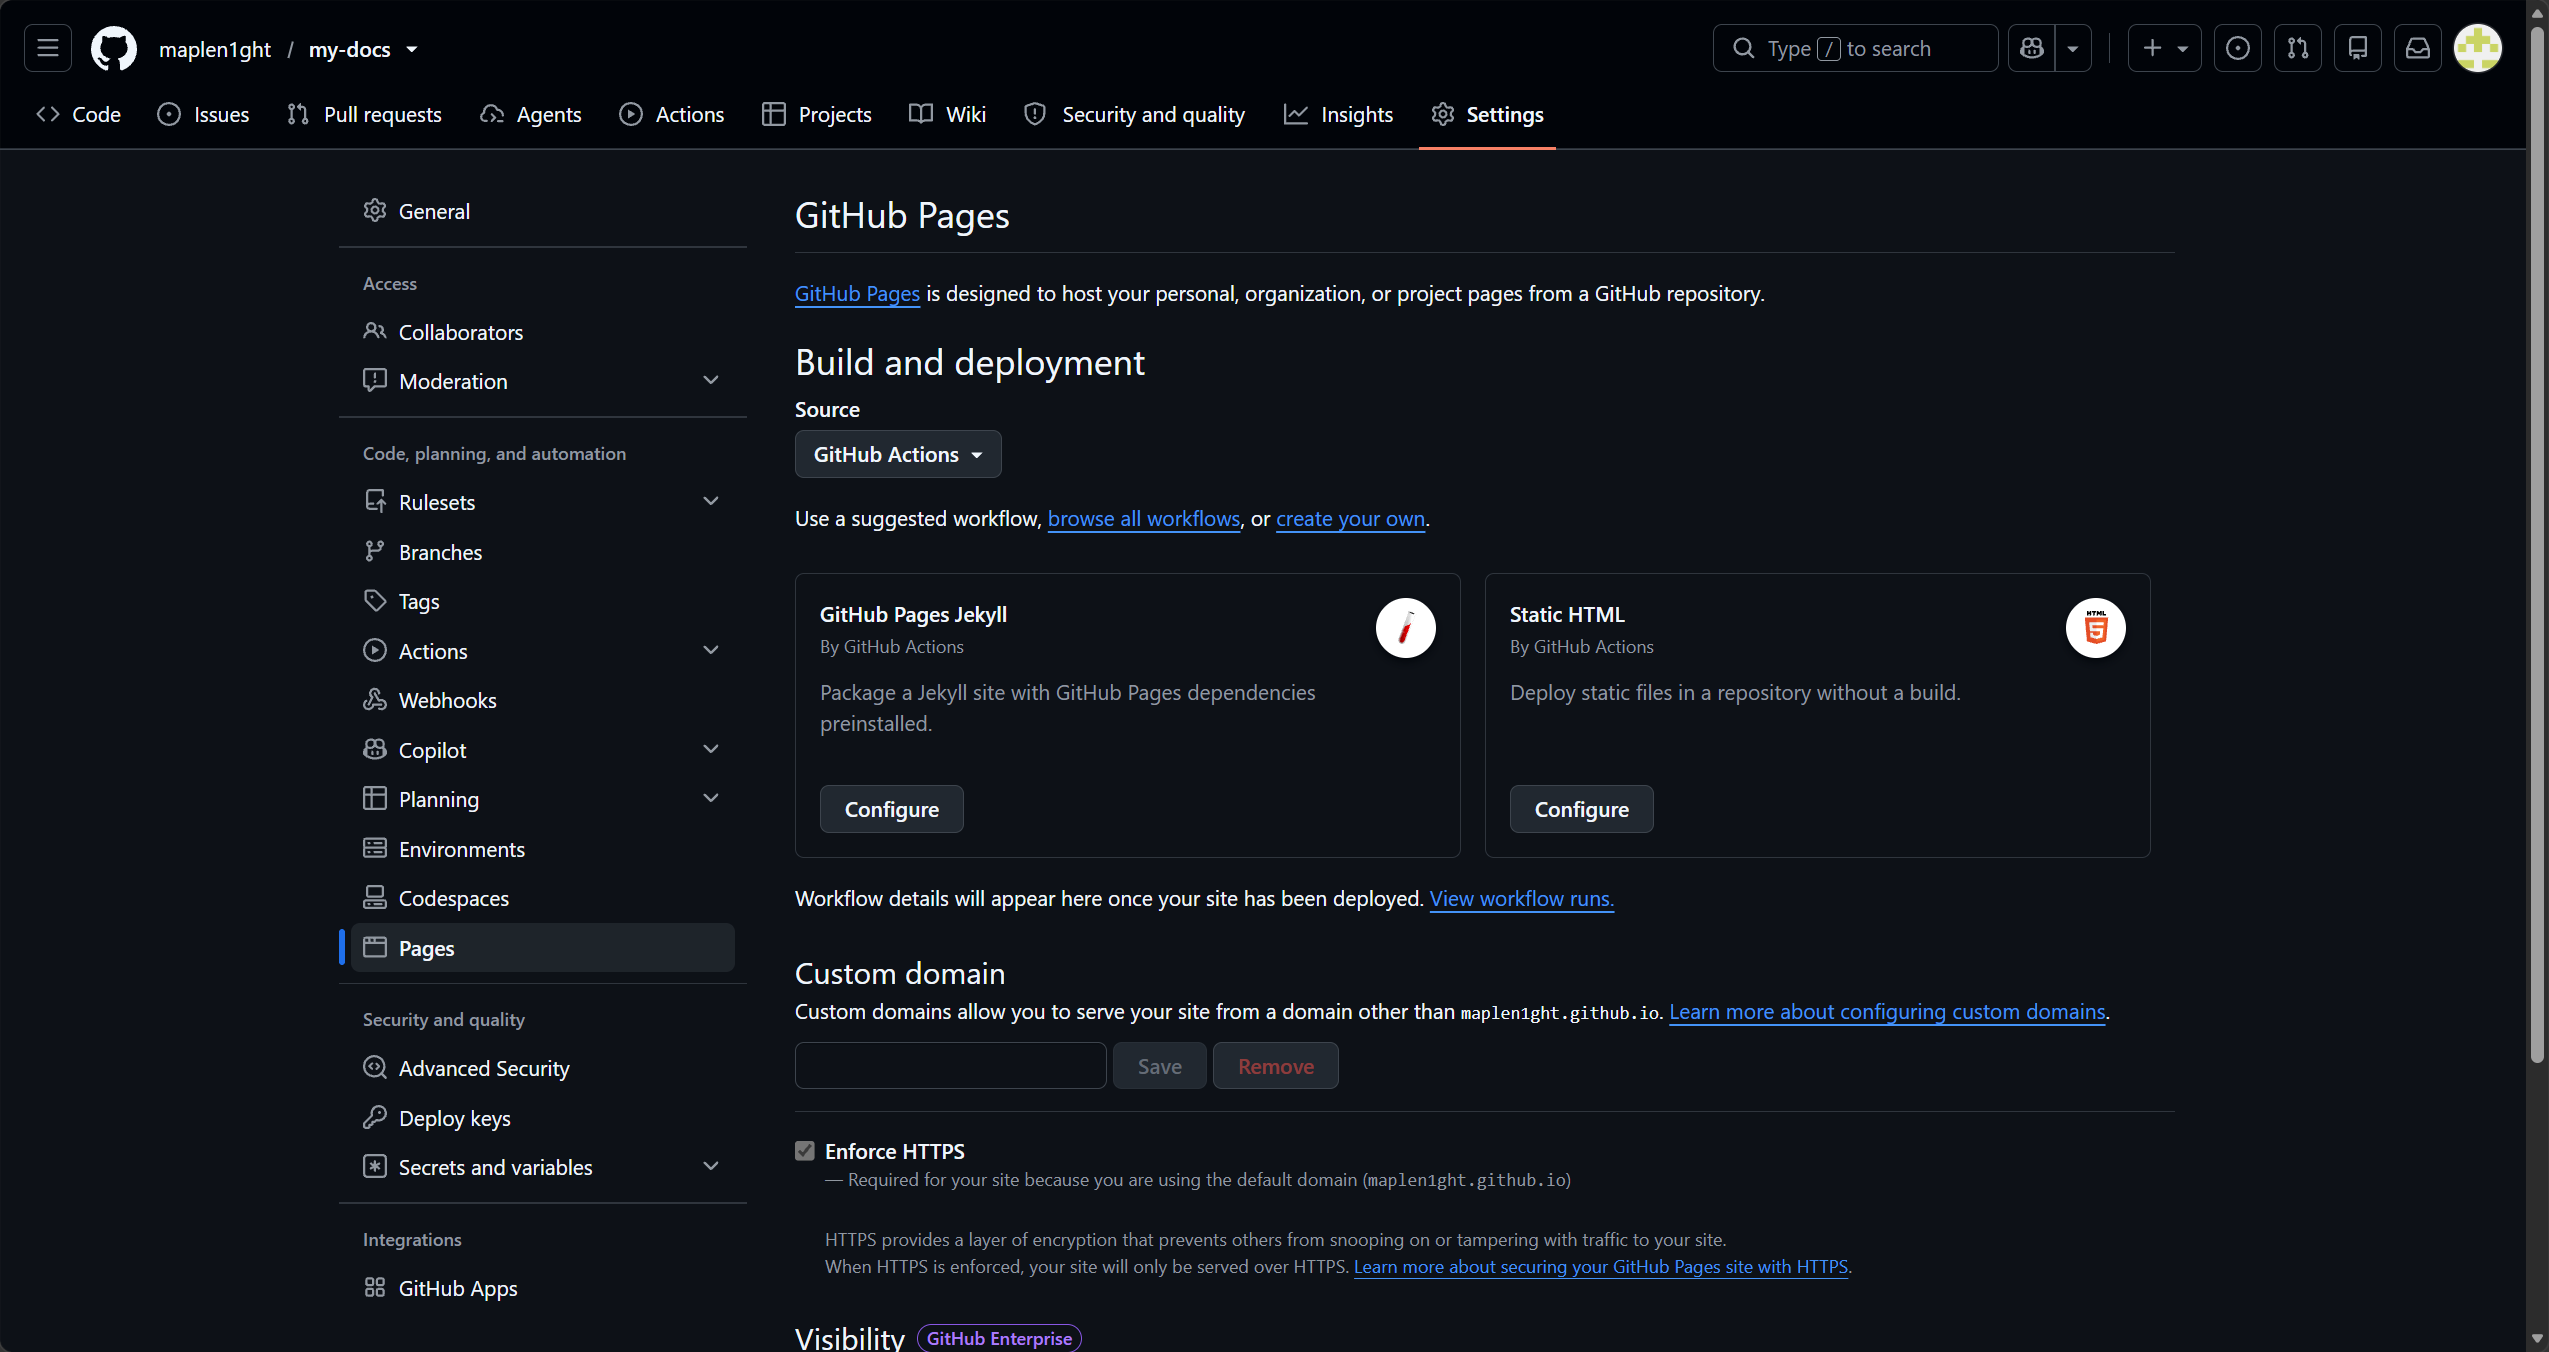 maplen1ght / my-docs
Type / to search
Code
Issues
Pull requests
Agents
Actions
Projects
Wiki
Security and quality
Insights
Settings
General
Access
Collaborators
Moderation
Code, planning, and automation
Rulesets
Branches
Tags
Actions
Webhooks
Copilot
Planning
Environments
Codespaces
Pages
Security and quality
Advanced Security
Deploy keys
Secrets and variables
Integrations
GitHub Apps
GitHub Pages
GitHub Pages is designed to host your personal, organization, or project pages from a GitHub repository.
Build and deployment
Source
GitHub Actions
Use a suggested workflow, browse all workflows, or create your own.
GitHub Pages Jekyll
By GitHub Actions
Package a Jekyll site with GitHub Pages dependencies
preinstalled.
Configure
Static HTML
By GitHub Actions
Deploy static files in a repository without a build.
Configure
HTML
5
Workflow details will appear here once your site has been deployed. View workflow runs.
Custom domain
Custom domains allow you to serve your site from a domain other than maplen1ght.github.io. Learn more about configuring custom domains.
Save
Remove
Enforce HTTPS
— Required for your site because you are using the default domain (maplen1ght.github.io)
HTTPS provides a layer of encryption that prevents others from snooping on or tampering with traffic to your site.
When HTTPS is enforced, your site will only be served over HTTPS. Learn more about securing your GitHub Pages site with HTTPS.
Visibility GitHub Enterprise